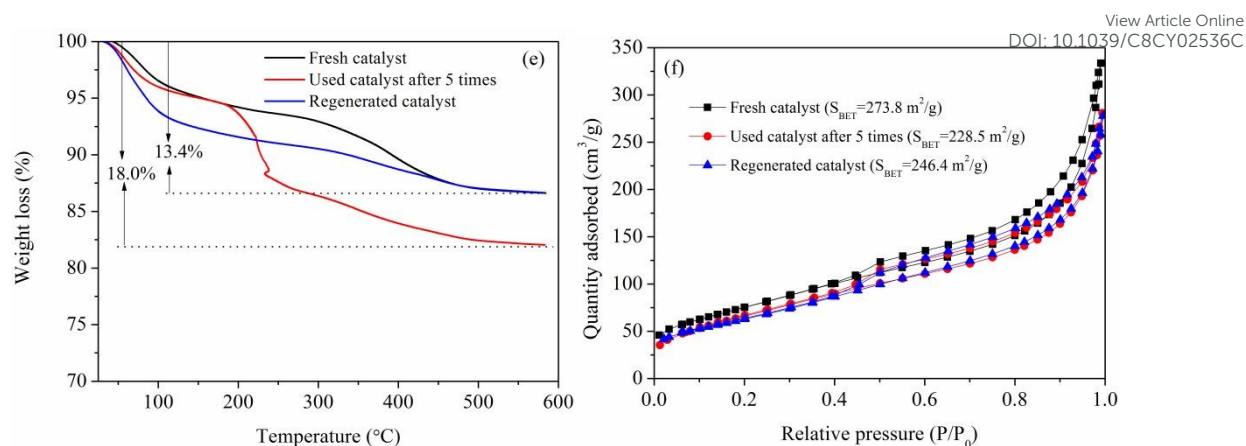 View Article Online
DOI: 10.1039/C8CY02536C
(e)
Fresh catalyst
Used catalyst after 5 times
Regenerated catalyst
13.4%
18.0%
Weight loss (%)
100
95
90
85
80
75
70
100 200 300 400 500 600
Temperature (°C)
(f)
Fresh catalyst (S_BET=273.8 m²/g)
Used catalyst after 5 times (S_BET=228.5 m²/g)
Regenerated catalyst (S_BET=246.4 m²/g)
Quantity adsorbed (cm³/g)
350
300
250
200
150
100
50
0
0.0 0.2 0.4 0.6 0.8 1.0
Relative pressure (P/P₀)